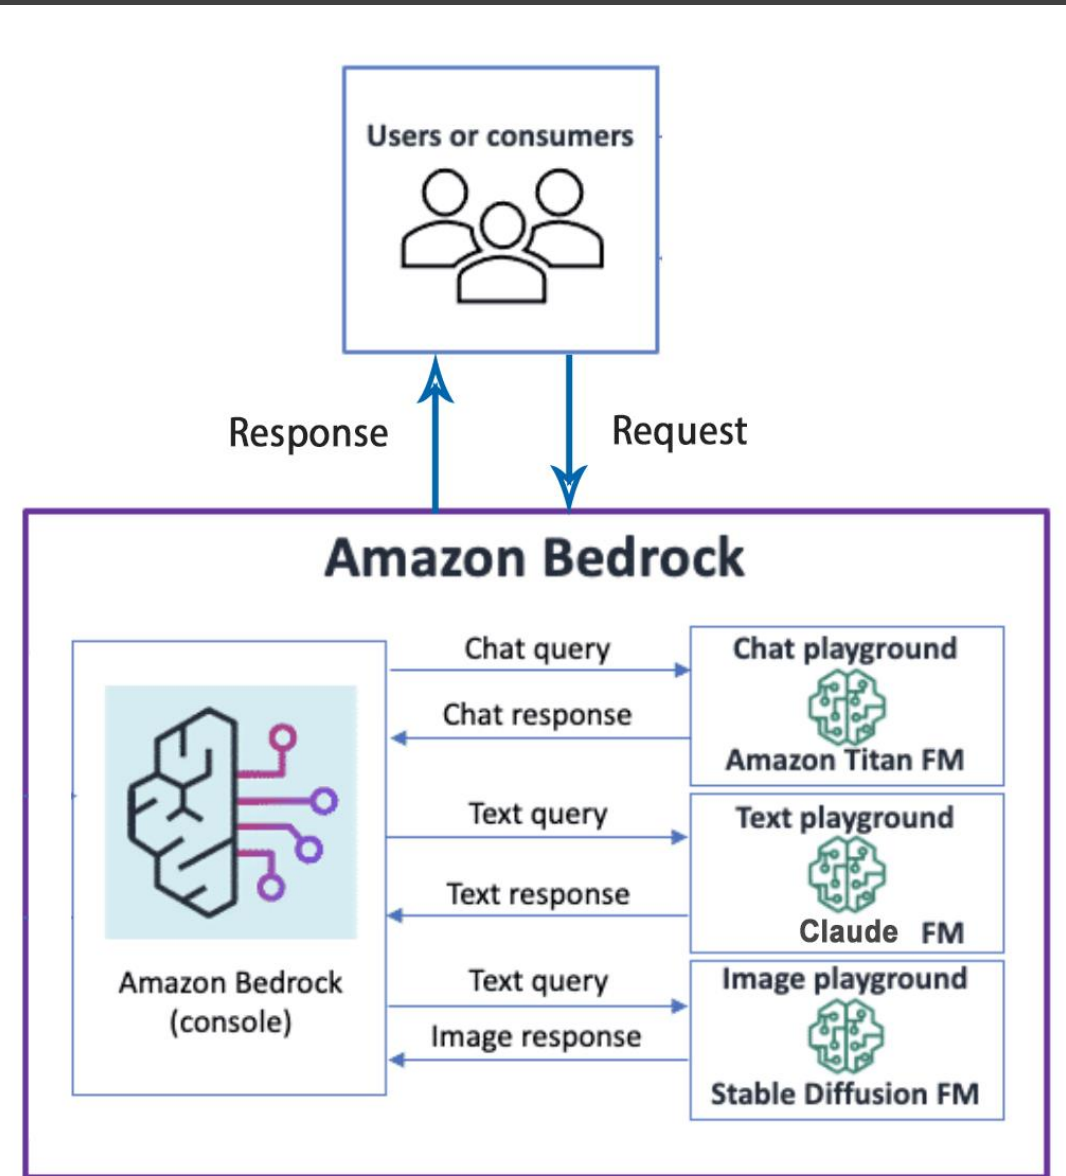 Users or consumers
Response
Request
Amazon Bedrock
Chat query
Chat playground
Chat response
Amazon Titan FM
Text query
Text playground
Text response
Claude FM
Amazon Bedrock
(console)
Text query
Image playground
Image response
Stable Diffusion FM